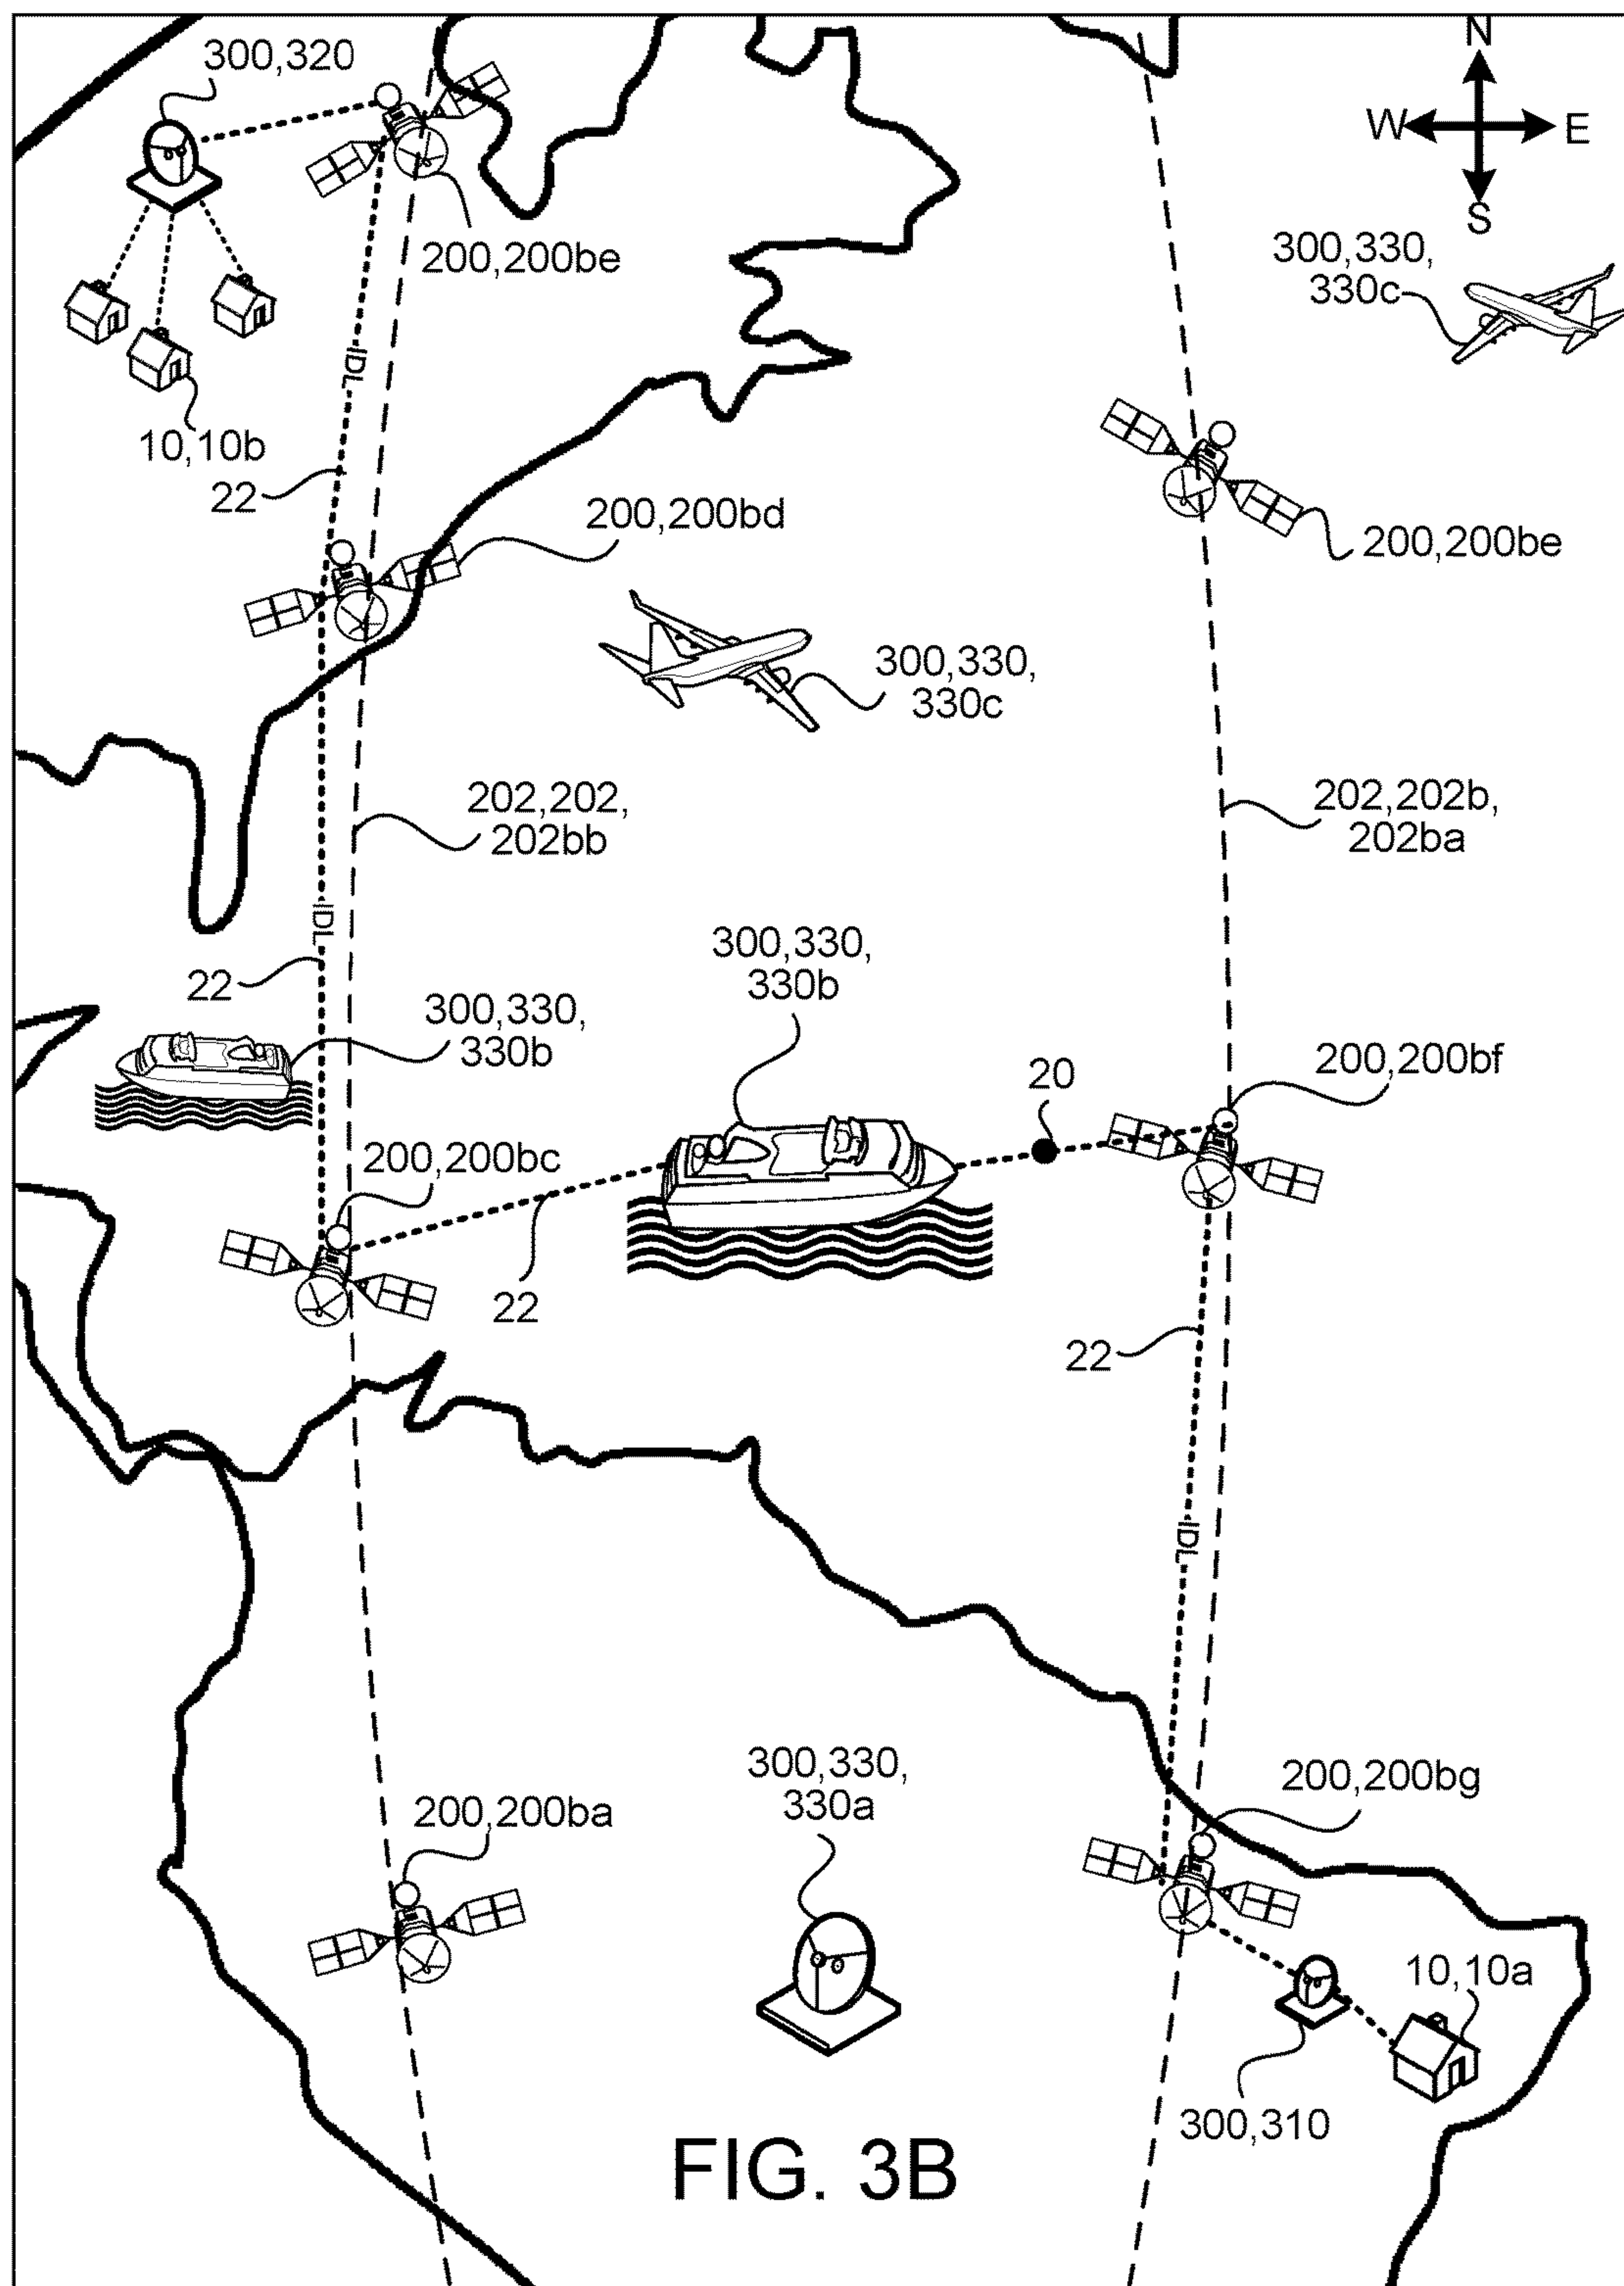 N
300,320
W
E
S
300,330,
330c
200,200be
IDL
10,10b
22
200,200bd
200,200be
300,330,
330c
202,202,
202bb
202,202b,
202ba
IDL
300,330,
330b
22
300,330,
330b
20
200,200bf
200,200bc
22
22
IDL
300,330,
330a
200,200bg
200,200ba
10,10a
300,310
FIG. 3B